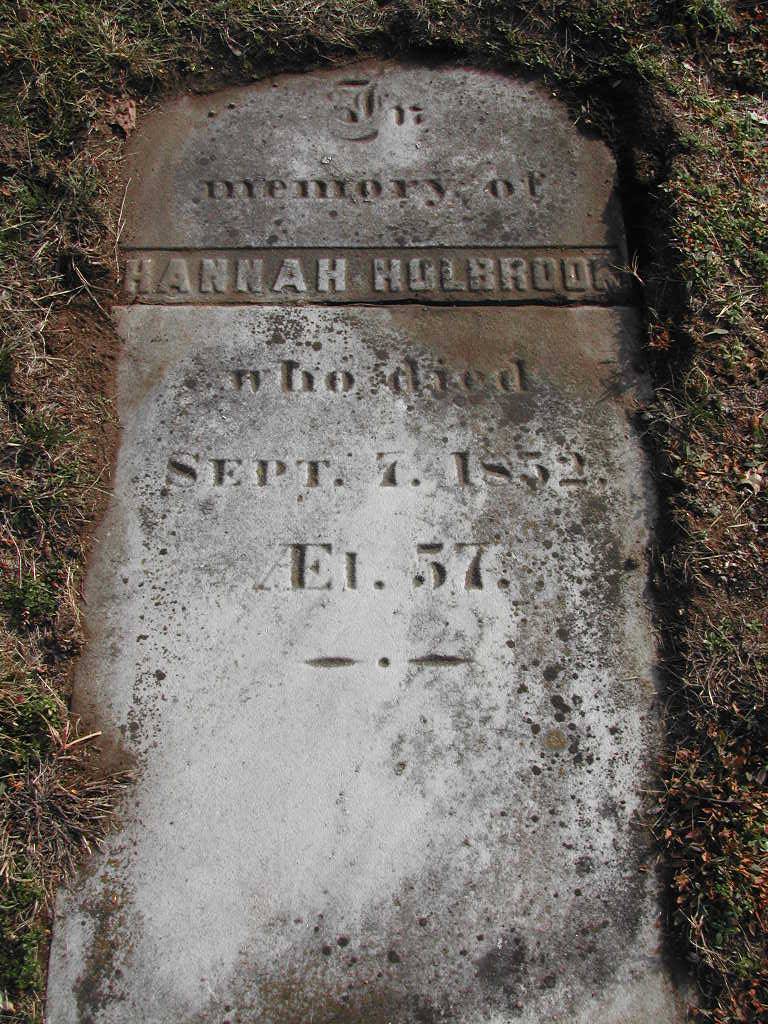 In
memory of
HANNAH HOLBROOK
who died
SEPT. 7. 1852.
ÆT. 57.